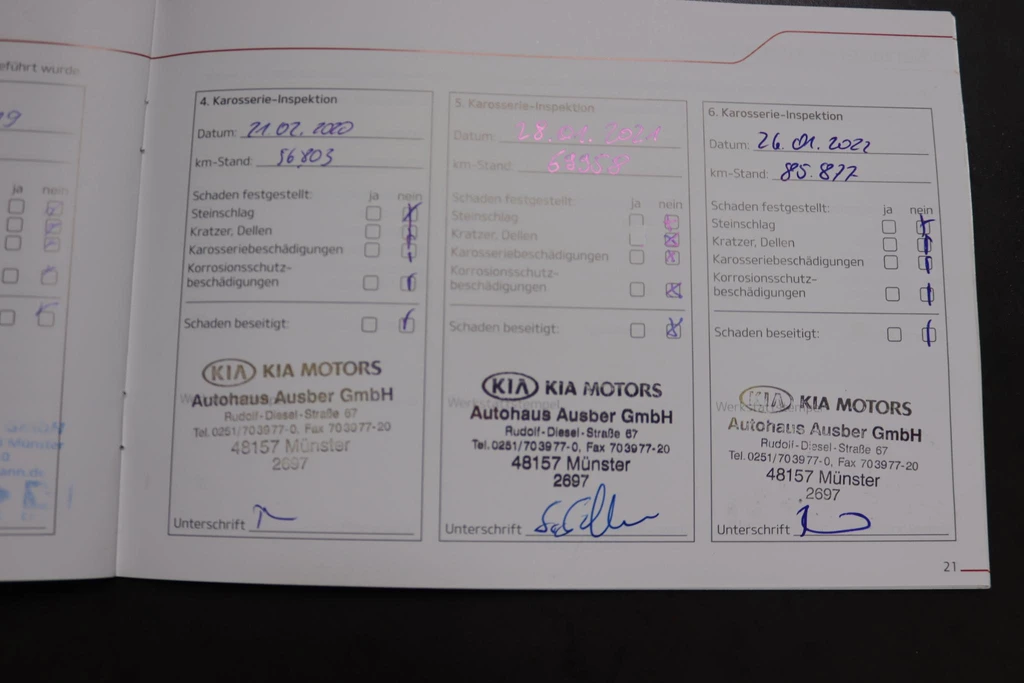 eführt wurde
ja nein
4. Karosserie-Inspektion
Datum: 21.02.2020
km-Stand: 56803
Schaden festgestellt: ja nein
Steinschlag
Kratzer, Dellen
Karosseriebeschädigungen
Korrosionsschutz-
beschädigungen
Schaden beseitigt:
KIA KIA MOTORS
Autohaus Ausber GmbH
Rudolf-Diesel-Straße 67
Tel. 0251/703977-0, Fax 703977-20
48157 Münster
2697
Unterschrift
5. Karosserie-Inspektion
Datum:
km-Stand:
Schaden festgestellt: ja nein
Steinschlag
Kratzer, Dellen
Karosseriebeschädigungen
Korrosionsschutz-
beschädigungen
Schaden beseitigt:
Werkstattstempel
KIA KIA MOTORS
Autohaus Ausber GmbH
Rudolf-Diesel-Straße 67
Tel. 0251/703977-0, Fax 703977-20
48157 Münster
2697
Unterschrift
6. Karosserie-Inspektion
Datum: 26.01.2022
km-Stand: 85.877
Schaden festgestellt: ja nein
Steinschlag
Kratzer, Dellen
Karosseriebeschädigungen
Korrosionsschutz-
beschädigungen
Schaden beseitigt:
Werkstattstempel
KIA KIA MOTORS
Autohaus Ausber GmbH
Rudolf-Diesel-Straße 67
Tel. 0251/703977-0, Fax 703977-20
48157 Münster
2697
Unterschrift
21